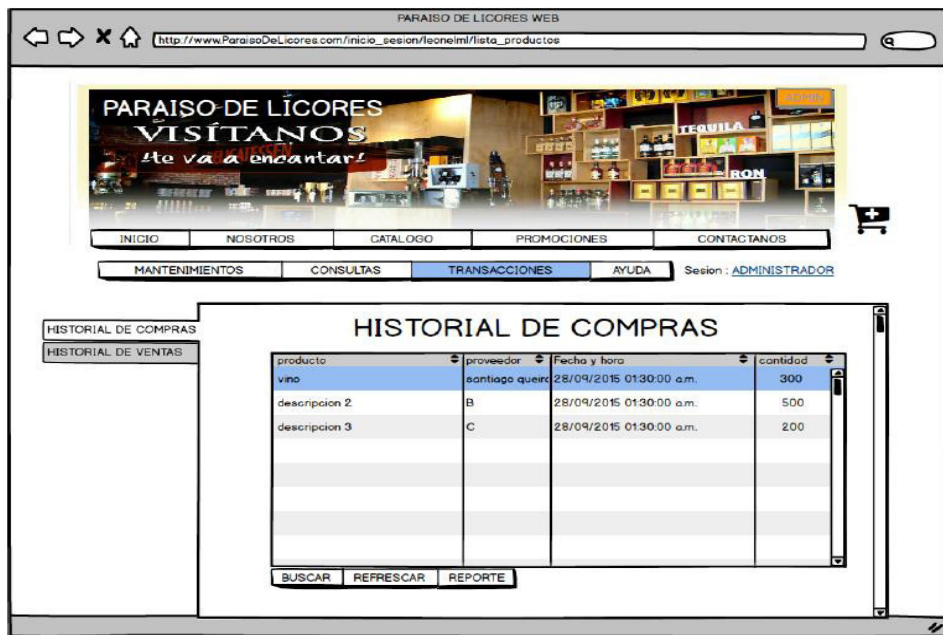 PARAISO DE LICORES WEB
http://www.ParaisoDeLicores.com/inicio_sesion/leonelml/lista_productos
ADMIN
PARAISO DE LICORES
VISÍTANOS
!te va a encantar!
TEQUILA
RON
INICIO NOSOTROS CATALOGO PROMOCIONES CONTACTANOS
MANTENIMIENTOS CONSULTAS TRANSACCIONES AYUDA Sesion : ADMINISTRADOR
HISTORIAL DE COMPRAS
HISTORIAL DE VENTAS
HISTORIAL DE COMPRAS
producto proveedor Fecha y hora cantidad
vino santiago queiro 28/09/2015 01:30:00 a.m. 300
descripcion 2 B 28/09/2015 01:30:00 a.m. 500
descripcion 3 C 28/09/2015 01:30:00 a.m. 200
BUSCAR REFRESCAR REPORTE